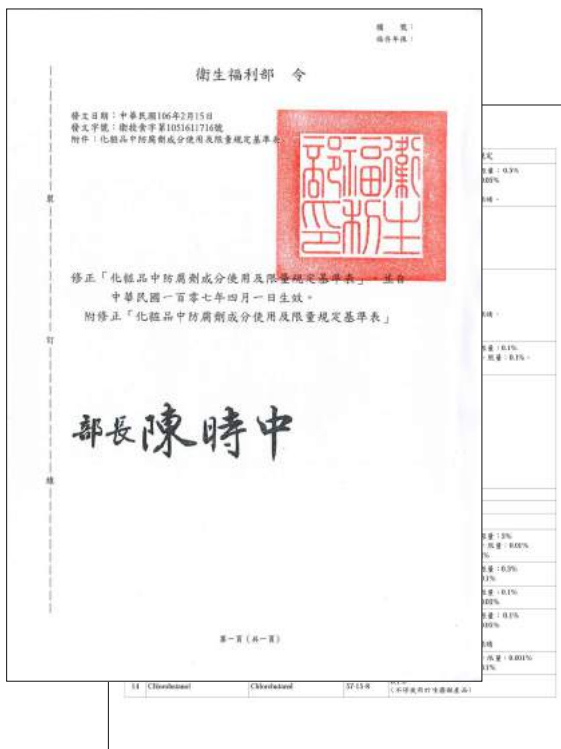 檔　號：
保存年限：
衛生福利部　令
發文日期：中華民國106年2月15日
發文字號：衛授食字第1051611716號
附件：化粧品中防腐劑成分使用及限量規定基準表
衛生福利部印
修正「化粧品中防腐劑成分使用及限量規定基準表」，並自
中華民國一百零七年四月一日生效。
附修正「化粧品中防腐劑成分使用及限量規定基準表」
部長陳時中
裝
訂
線
第一頁（共一頁）
14 Chlorobutanol Chlorobutanol 57-15-8
（不得使用於噴霧類產品）